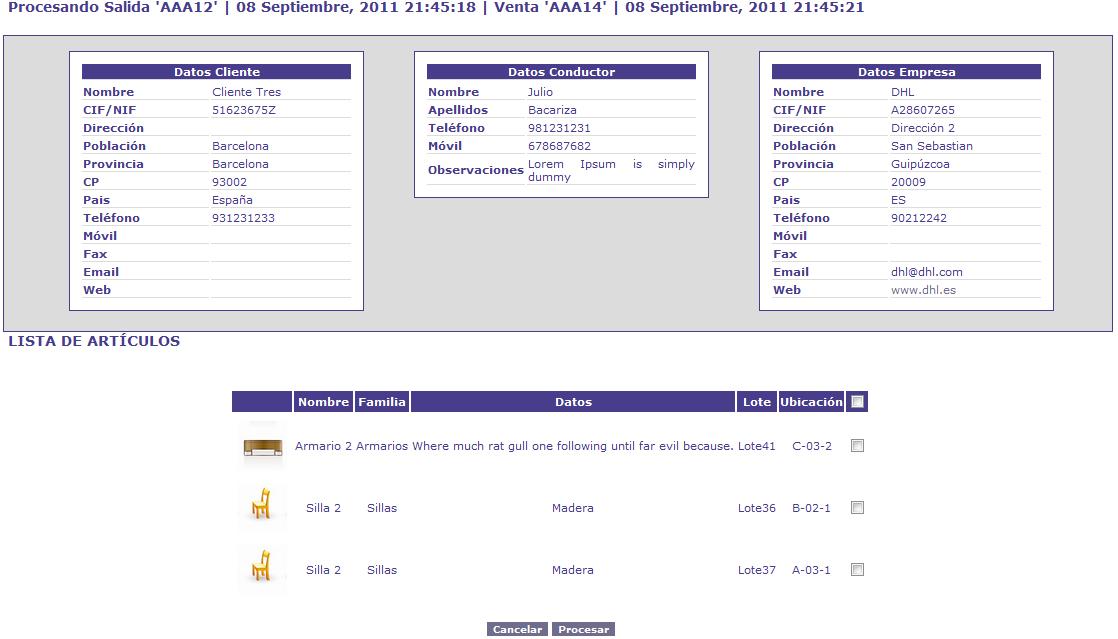 Procesando Salida 'AAA12' | 08 Septiembre, 2011 21:45:18 | Venta 'AAA14' | 08 Septiembre, 2011 21:45:21
Datos Cliente
Nombre Cliente Tres
CIF/NIF 51623675Z
Dirección
Población Barcelona
Provincia Barcelona
CP 93002
Pais España
Teléfono 931231233
Móvil
Fax
Email
Web
Datos Conductor
Nombre Julio
Apellidos Bacariza
Teléfono 981231231
Móvil 678687682
Observaciones Lorem Ipsum is simply
dummy
Datos Empresa
Nombre DHL
CIF/NIF A28607265
Dirección Dirección 2
Población San Sebastian
Provincia Guipúzcoa
CP 20009
Pais ES
Teléfono 90212242
Móvil
Fax
Email dhl@dhl.com
Web www.dhl.es
LISTA DE ARTÍCULOS
Nombre Familia Datos Lote Ubicación
Armario 2 Armarios Where much rat gull one following until far evil because. Lote41 C-03-2
Silla 2 Sillas Madera Lote36 B-02-1
Silla 2 Sillas Madera Lote37 A-03-1
Cancelar Procesar